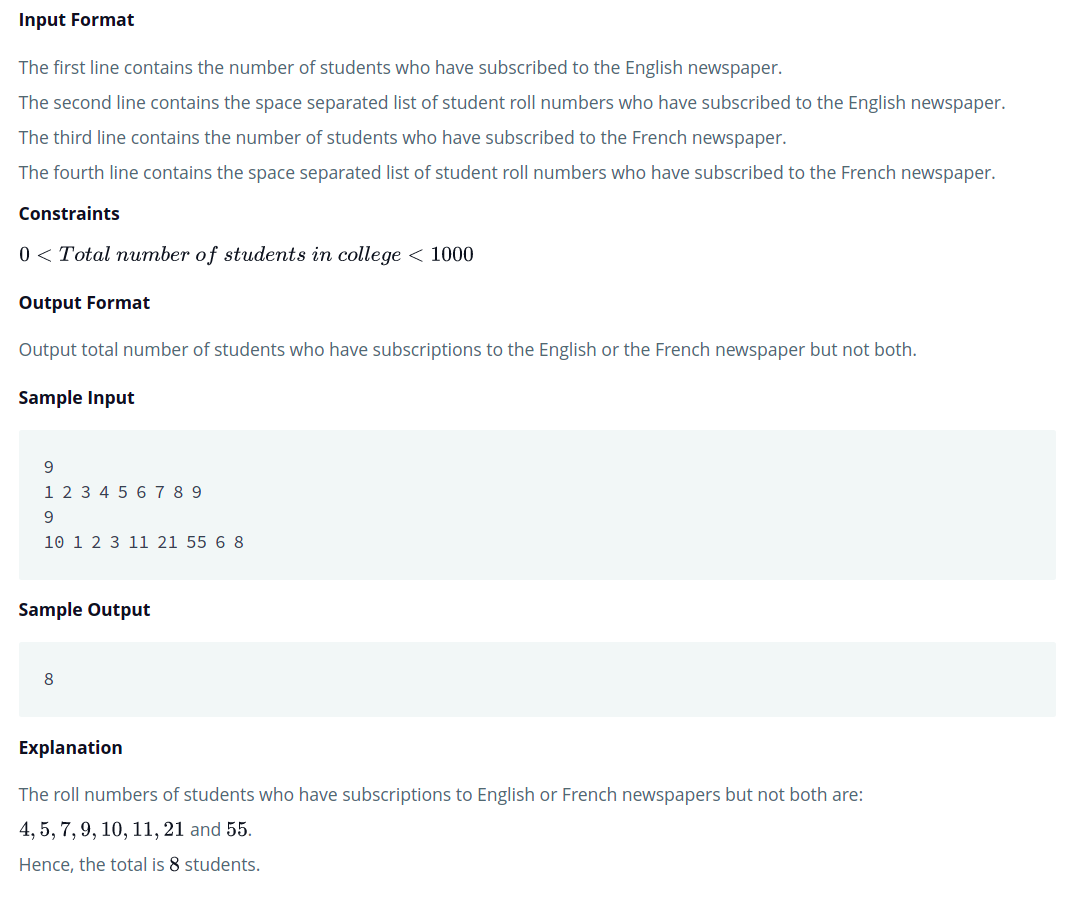 Input Format
The first line contains the number of students who have subscribed to the English newspaper.
The second line contains the space separated list of student roll numbers who have subscribed to the English newspaper.
The third line contains the number of students who have subscribed to the French newspaper.
The fourth line contains the space separated list of student roll numbers who have subscribed to the French newspaper.
Constraints
0 < Total number of students in college < 1000
Output Format
Output total number of students who have subscriptions to the English or the French newspaper but not both.
Sample Input
9
1 2 3 4 5 6 7 8 9
9
10 1 2 3 11 21 55 6 8
Sample Output
8
Explanation
The roll numbers of students who have subscriptions to English or French newspapers but not both are:
4, 5, 7, 9, 10, 11, 21 and 55.
Hence, the total is 8 students.